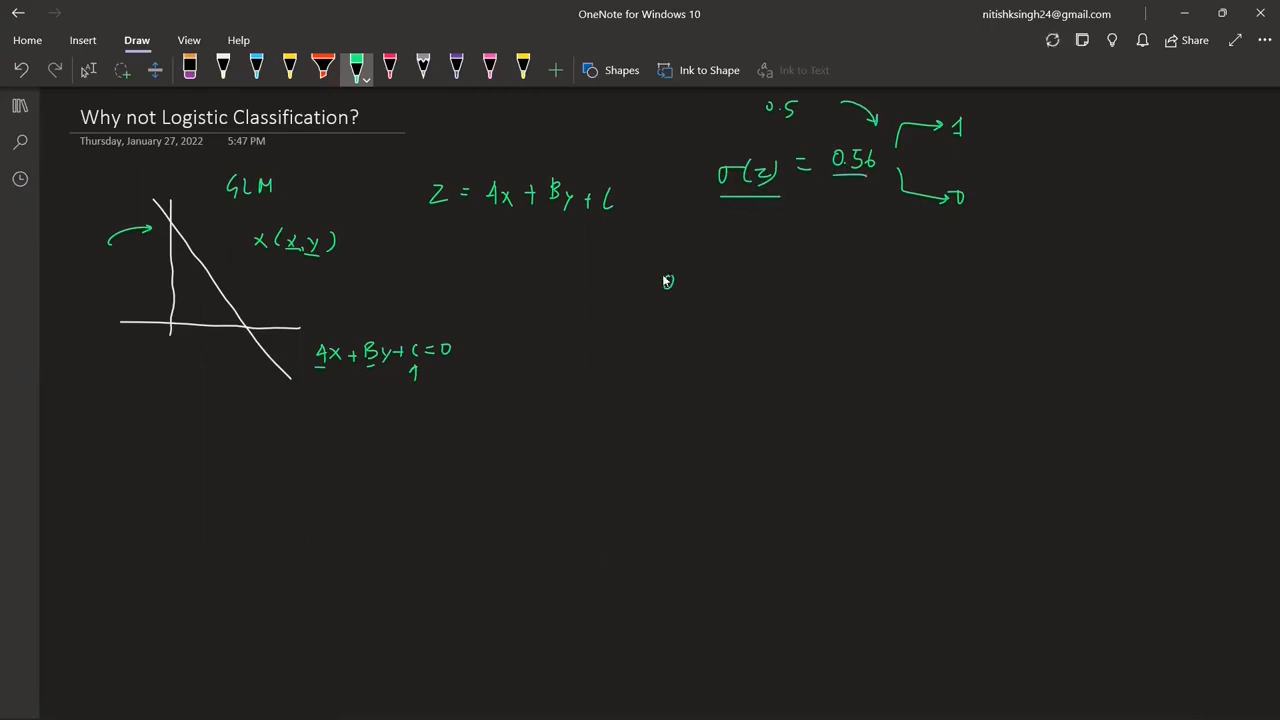 OneNote for Windows 10
nitishksingh24@gmail.com
Home Insert Draw View Help
Share
Shapes Ink to Shape Ink to Text
Why not Logistic Classification?
Thursday, January 27, 2022 5:47 PM
GLM
x(x, y)
Ax + By + C = 0
Z = Ax + By + C
0.5
σ(z) = 0.56
1
0